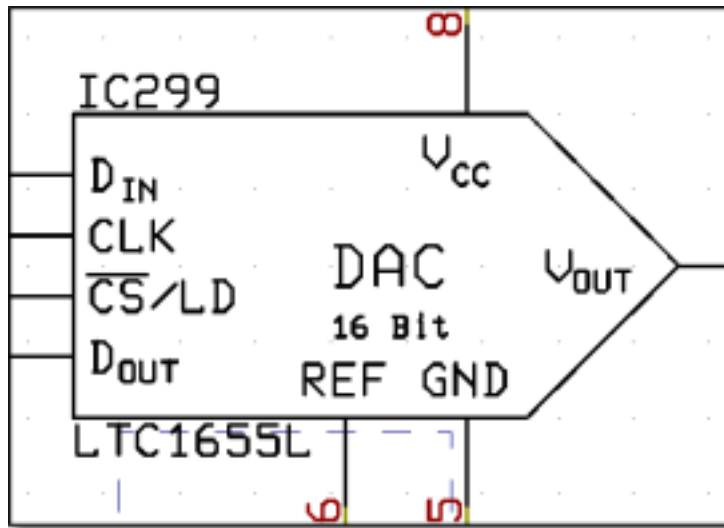 8
IC299
VCC
DIN
CLK
CS/LD
DAC
VOUT
16 Bit
DOUT
REF GND
LTC1655L
6 5